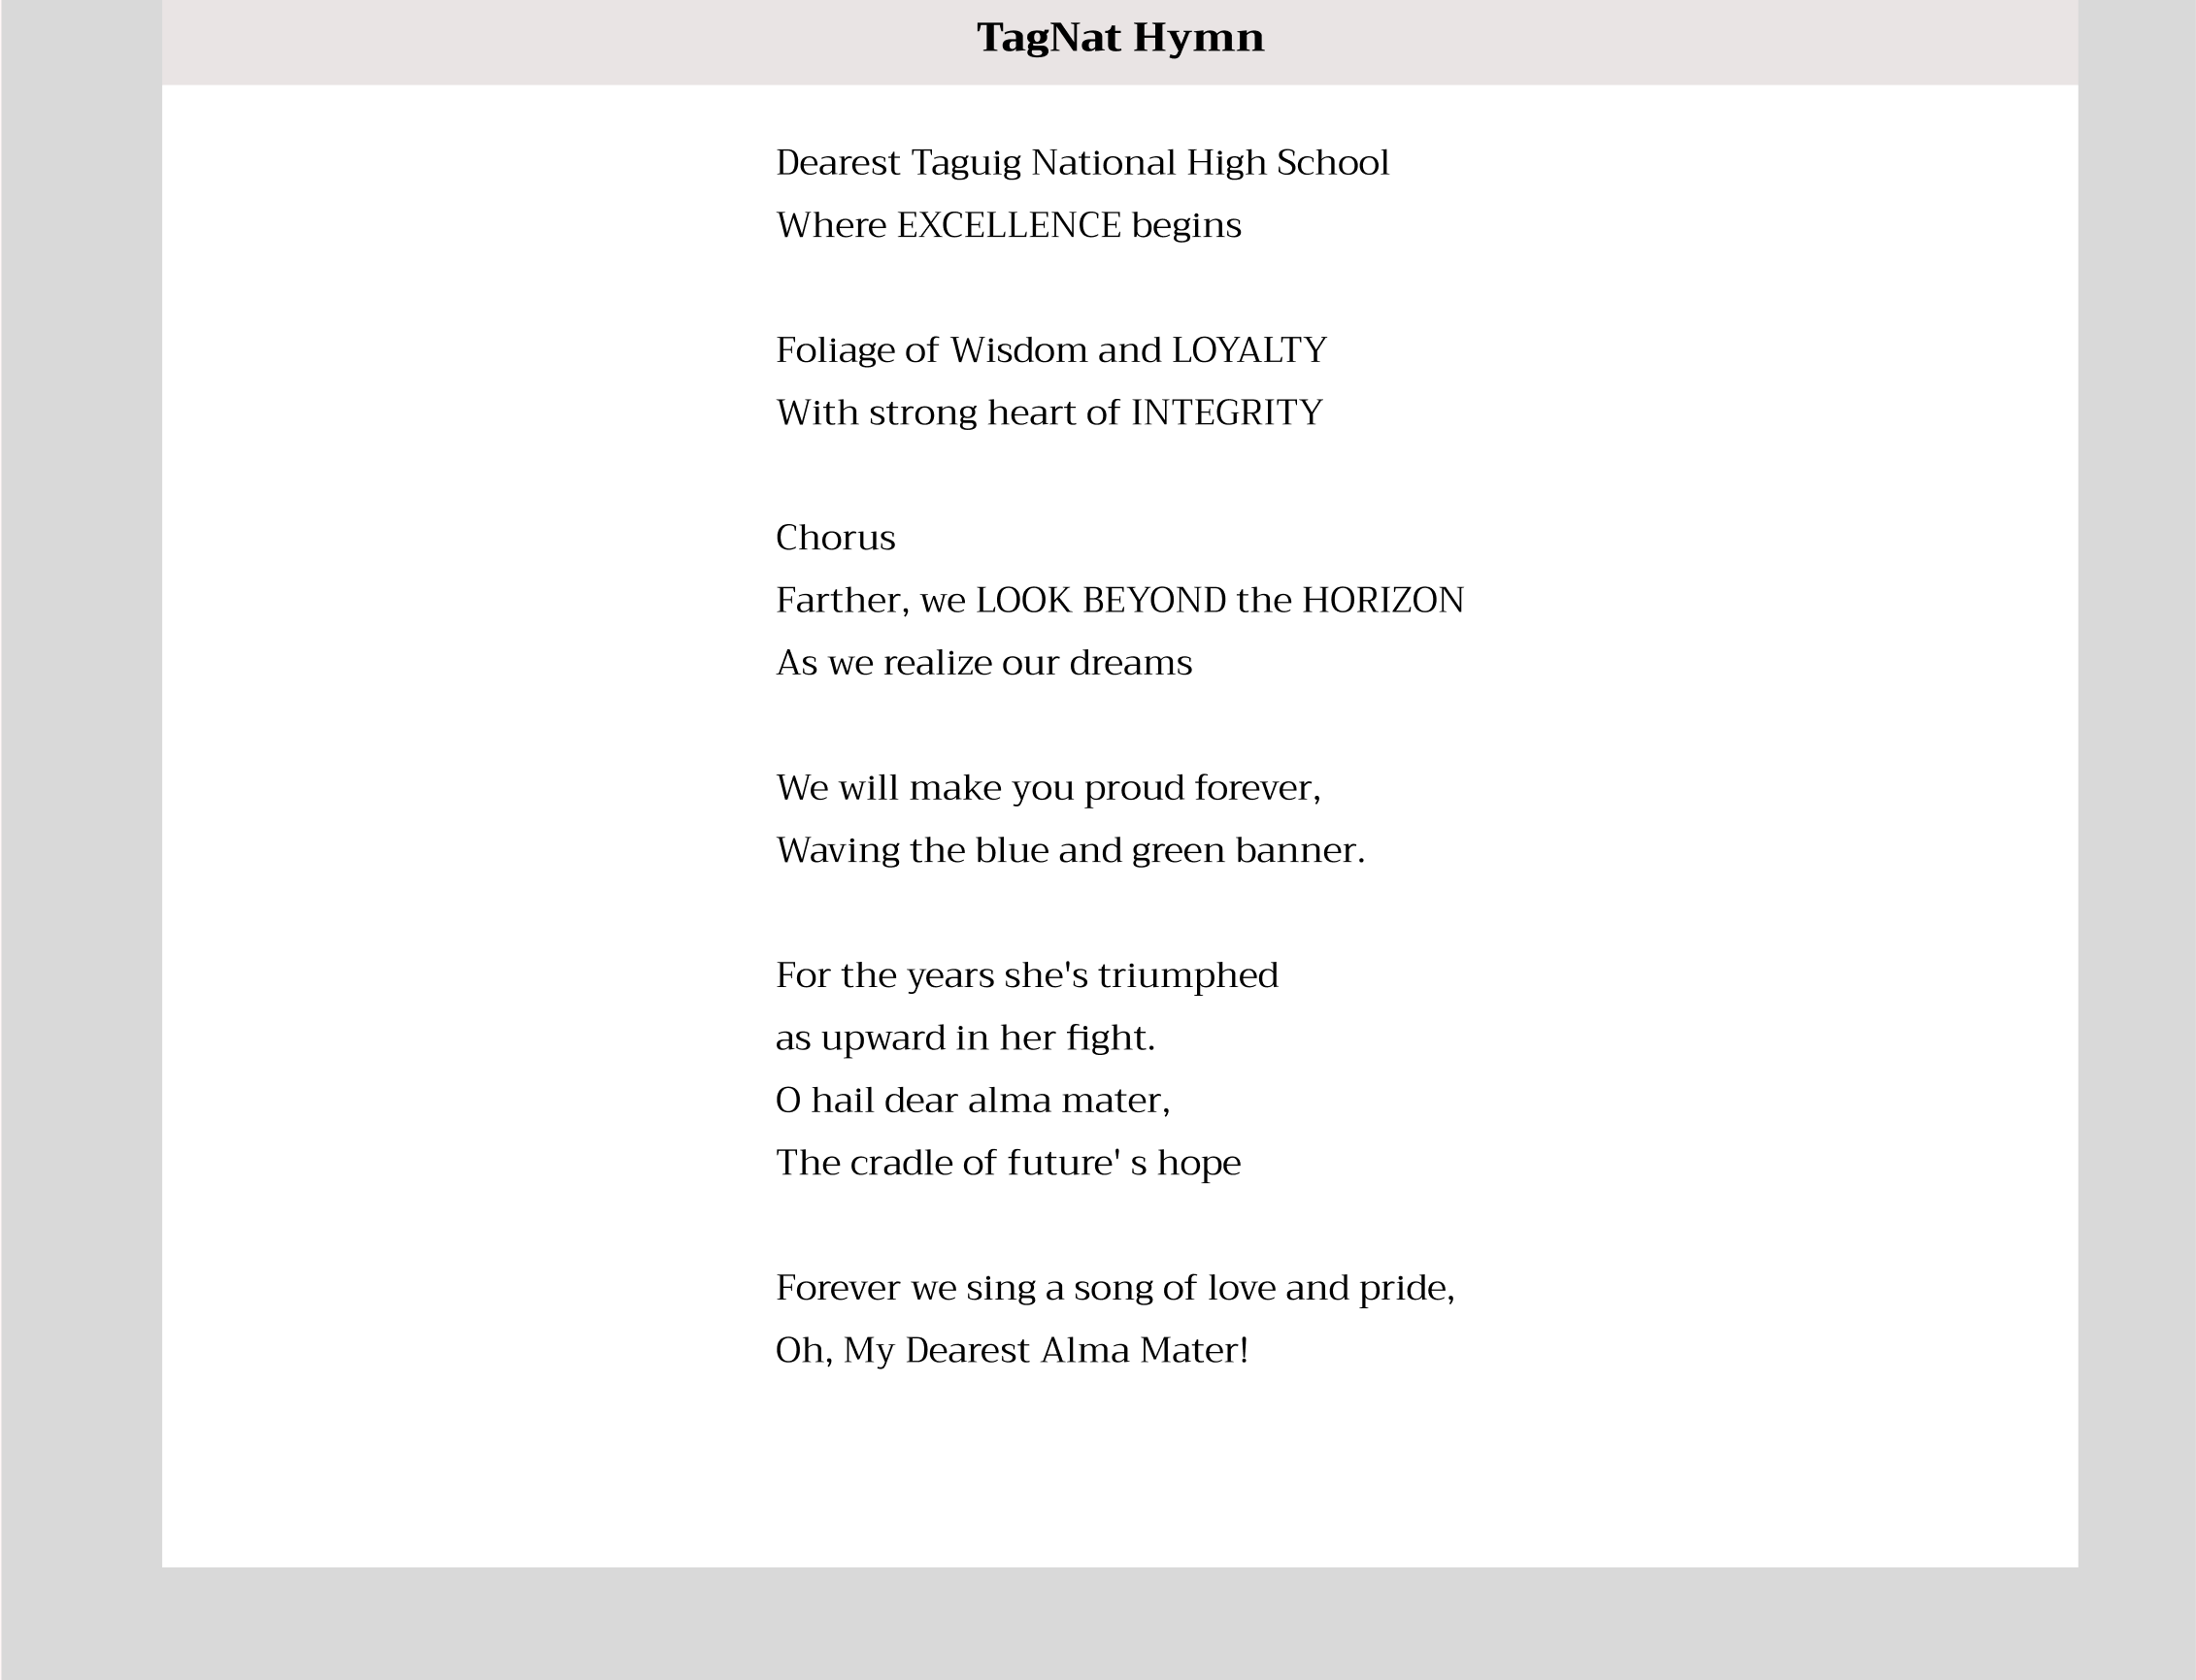 TagNat Hymn
Dearest Taguig National High School
Where EXCELLENCE begins
Foliage of Wisdom and LOYALTY
With strong heart of INTEGRITY
Chorus
Farther, we LOOK BEYOND the HORIZON
As we realize our dreams
We will make you proud forever,
Waving the blue and green banner.
For the years she's triumphed
as upward in her fight.
O hail dear alma mater,
The cradle of future' s hope
Forever we sing a song of love and pride,
Oh, My Dearest Alma Mater!